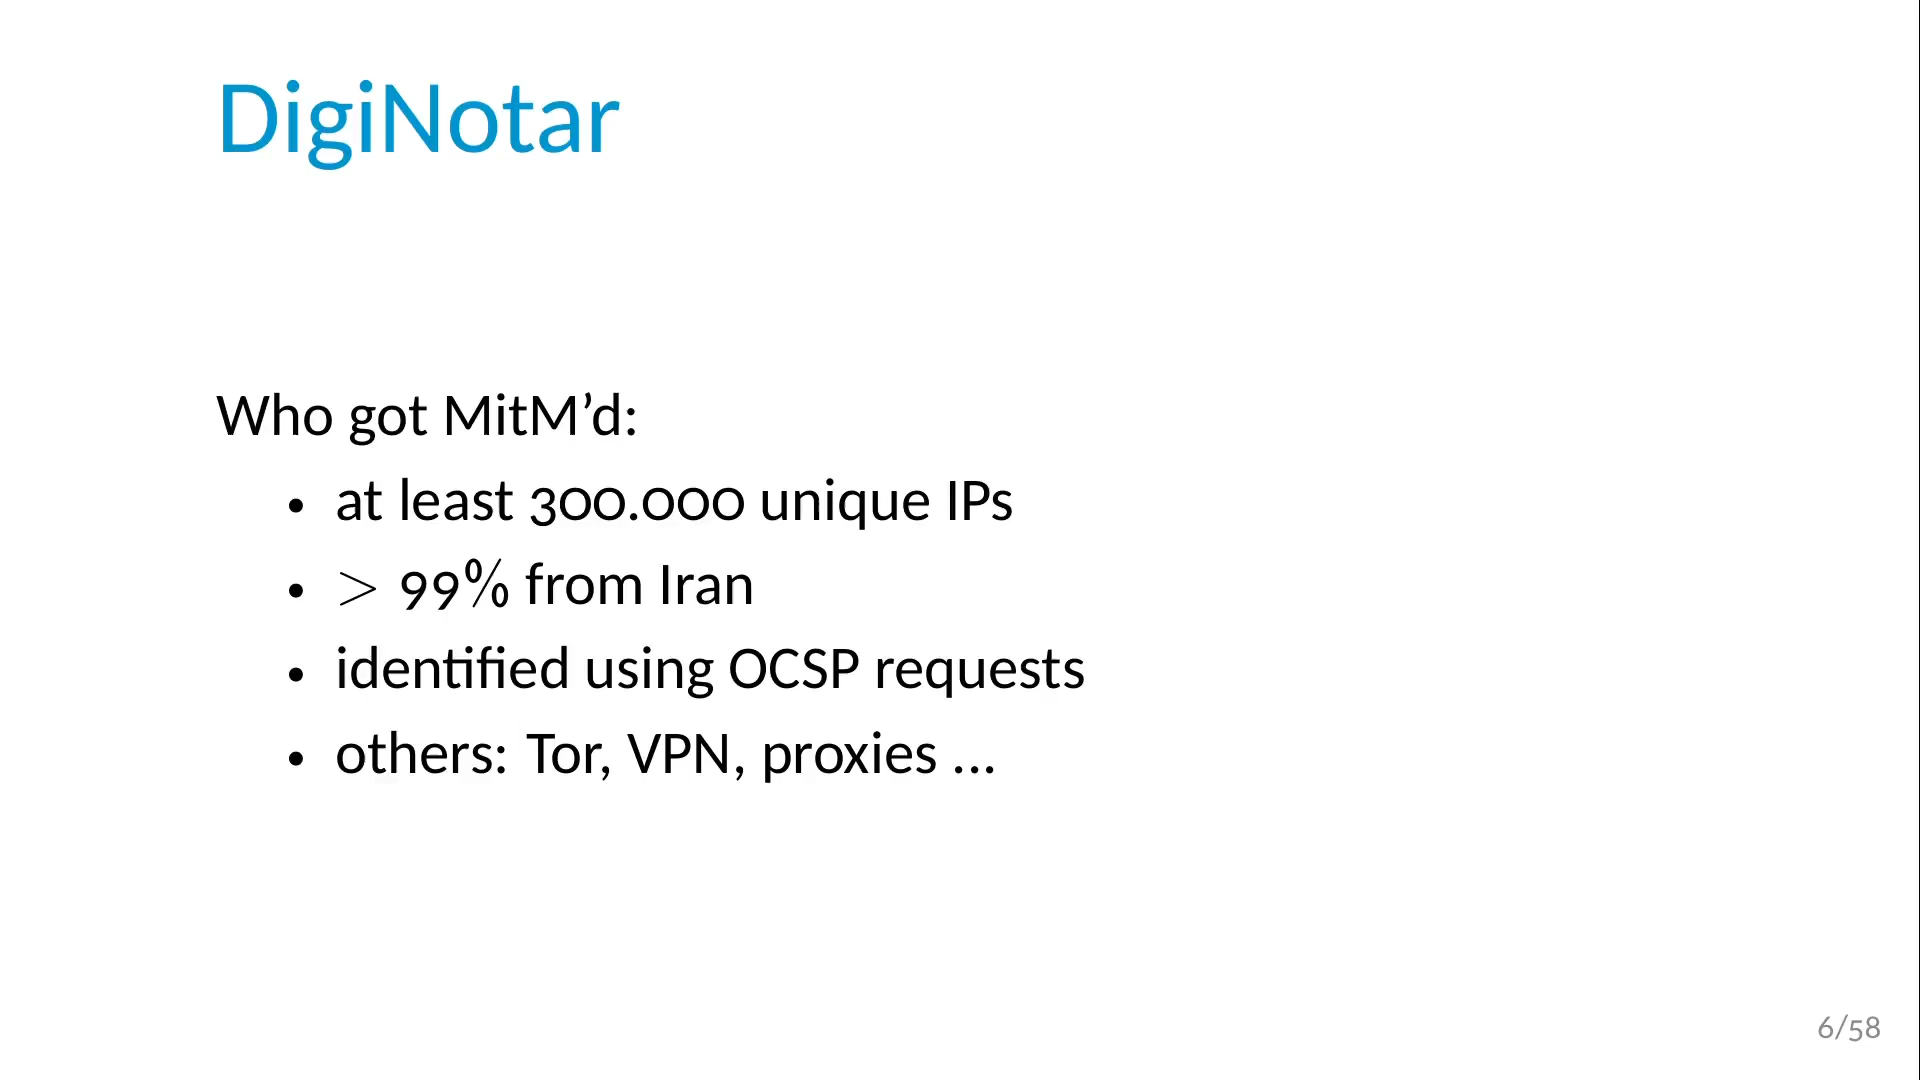 DigiNotar
Who got MitM’d:
• at least 300.000 unique IPs
• > 99% from Iran
• identified using OCSP requests
• others: Tor, VPN, proxies ...
6/58